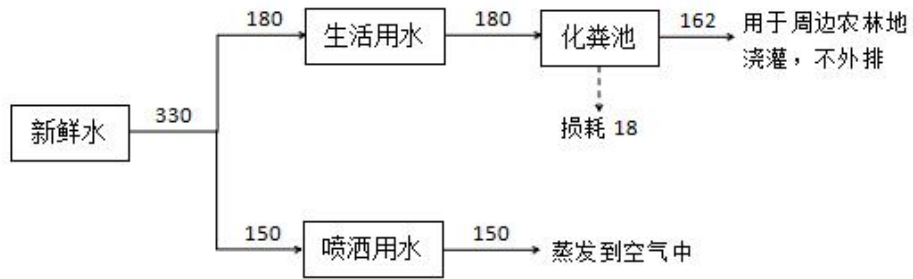 180
生活用水
180
化粪池
162
用于周边农林地
浇灌，不外排
损耗 18
新鲜水
330
150
喷洒用水
150
蒸发到空气中